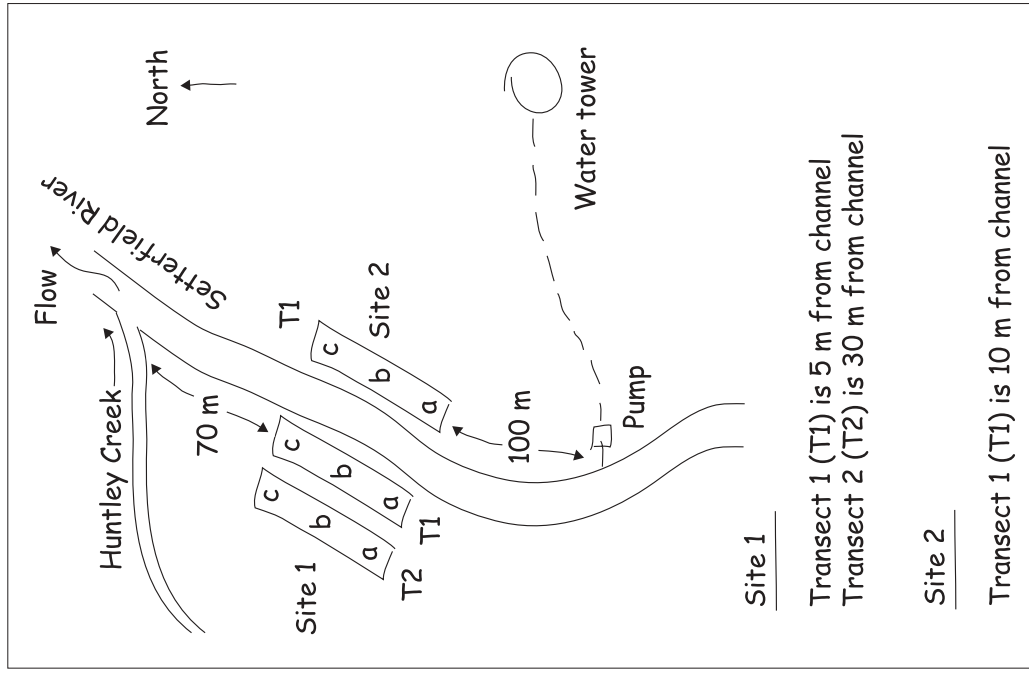 North
Setterfield River
Flow
Huntley Creek
70 m
T1
Site 2
c
b
a
c
b
a
T1
c
b
a
T2
Site 1
100 m
Pump
Water tower
Site 1
Transect 1 (T1) is 5 m from channel
Transect 2 (T2) is 30 m from channel
Site 2
Transect 1 (T1) is 10 m from channel